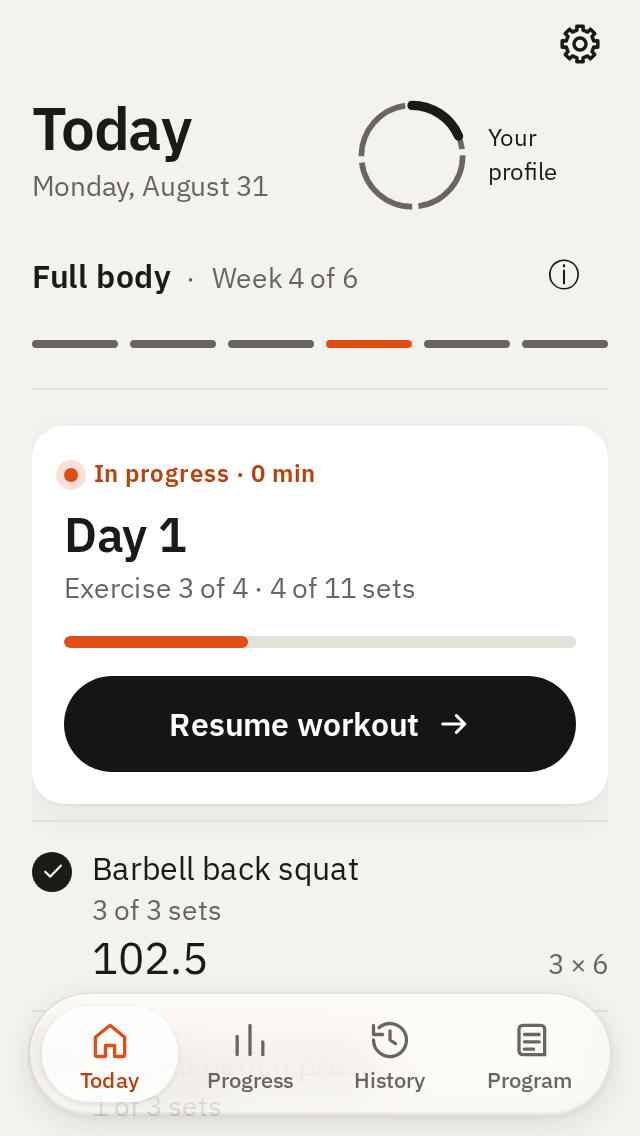 Today
Monday, August 31
Your
profile
Full body · Week 4 of 6
In progress · 0 min
Day 1
Exercise 3 of 4 · 4 of 11 sets
Resume workout →
Barbell back squat
3 of 3 sets
102.5
3 × 6
bench press
1 of 3 sets
Today
Progress
History
Program